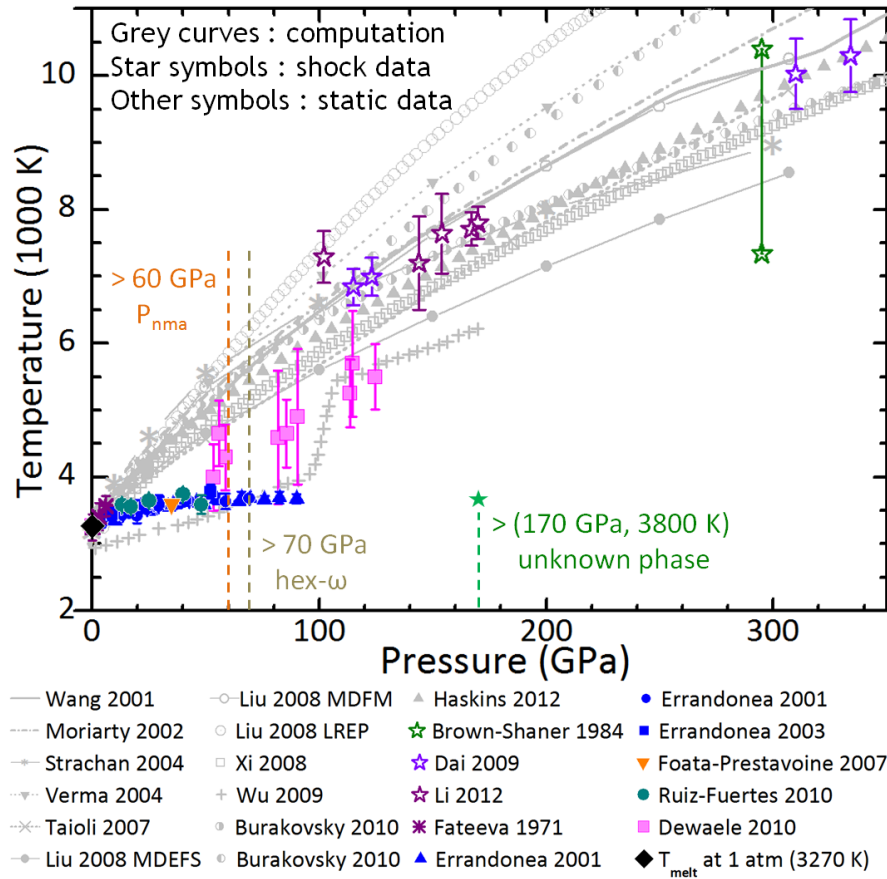 Grey curves : computation
Star symbols : shock data
Other symbols : static data
10
8
6
4
2
Temperature (1000 K)
> 60 GPa
Pnma
> 70 GPa
hex-ω
> (170 GPa, 3800 K)
unknown phase
0 100 200 300
Pressure (GPa)
Wang 2001 Liu 2008 MDFM Haskins 2012 Errandonea 2001
Moriarty 2002 Liu 2008 LREP Brown-Shaner 1984 Errandonea 2003
Strachan 2004 Xi 2008 Dai 2009 Foata-Prestavoine 2007
Verma 2004 Wu 2009 Li 2012 Ruiz-Fuertes 2010
Taioli 2007 Burakovsky 2010 Fateeva 1971 Dewaele 2010
Liu 2008 MDEFS Burakovsky 2010 Errandonea 2001 Tmelt at 1 atm (3270 K)